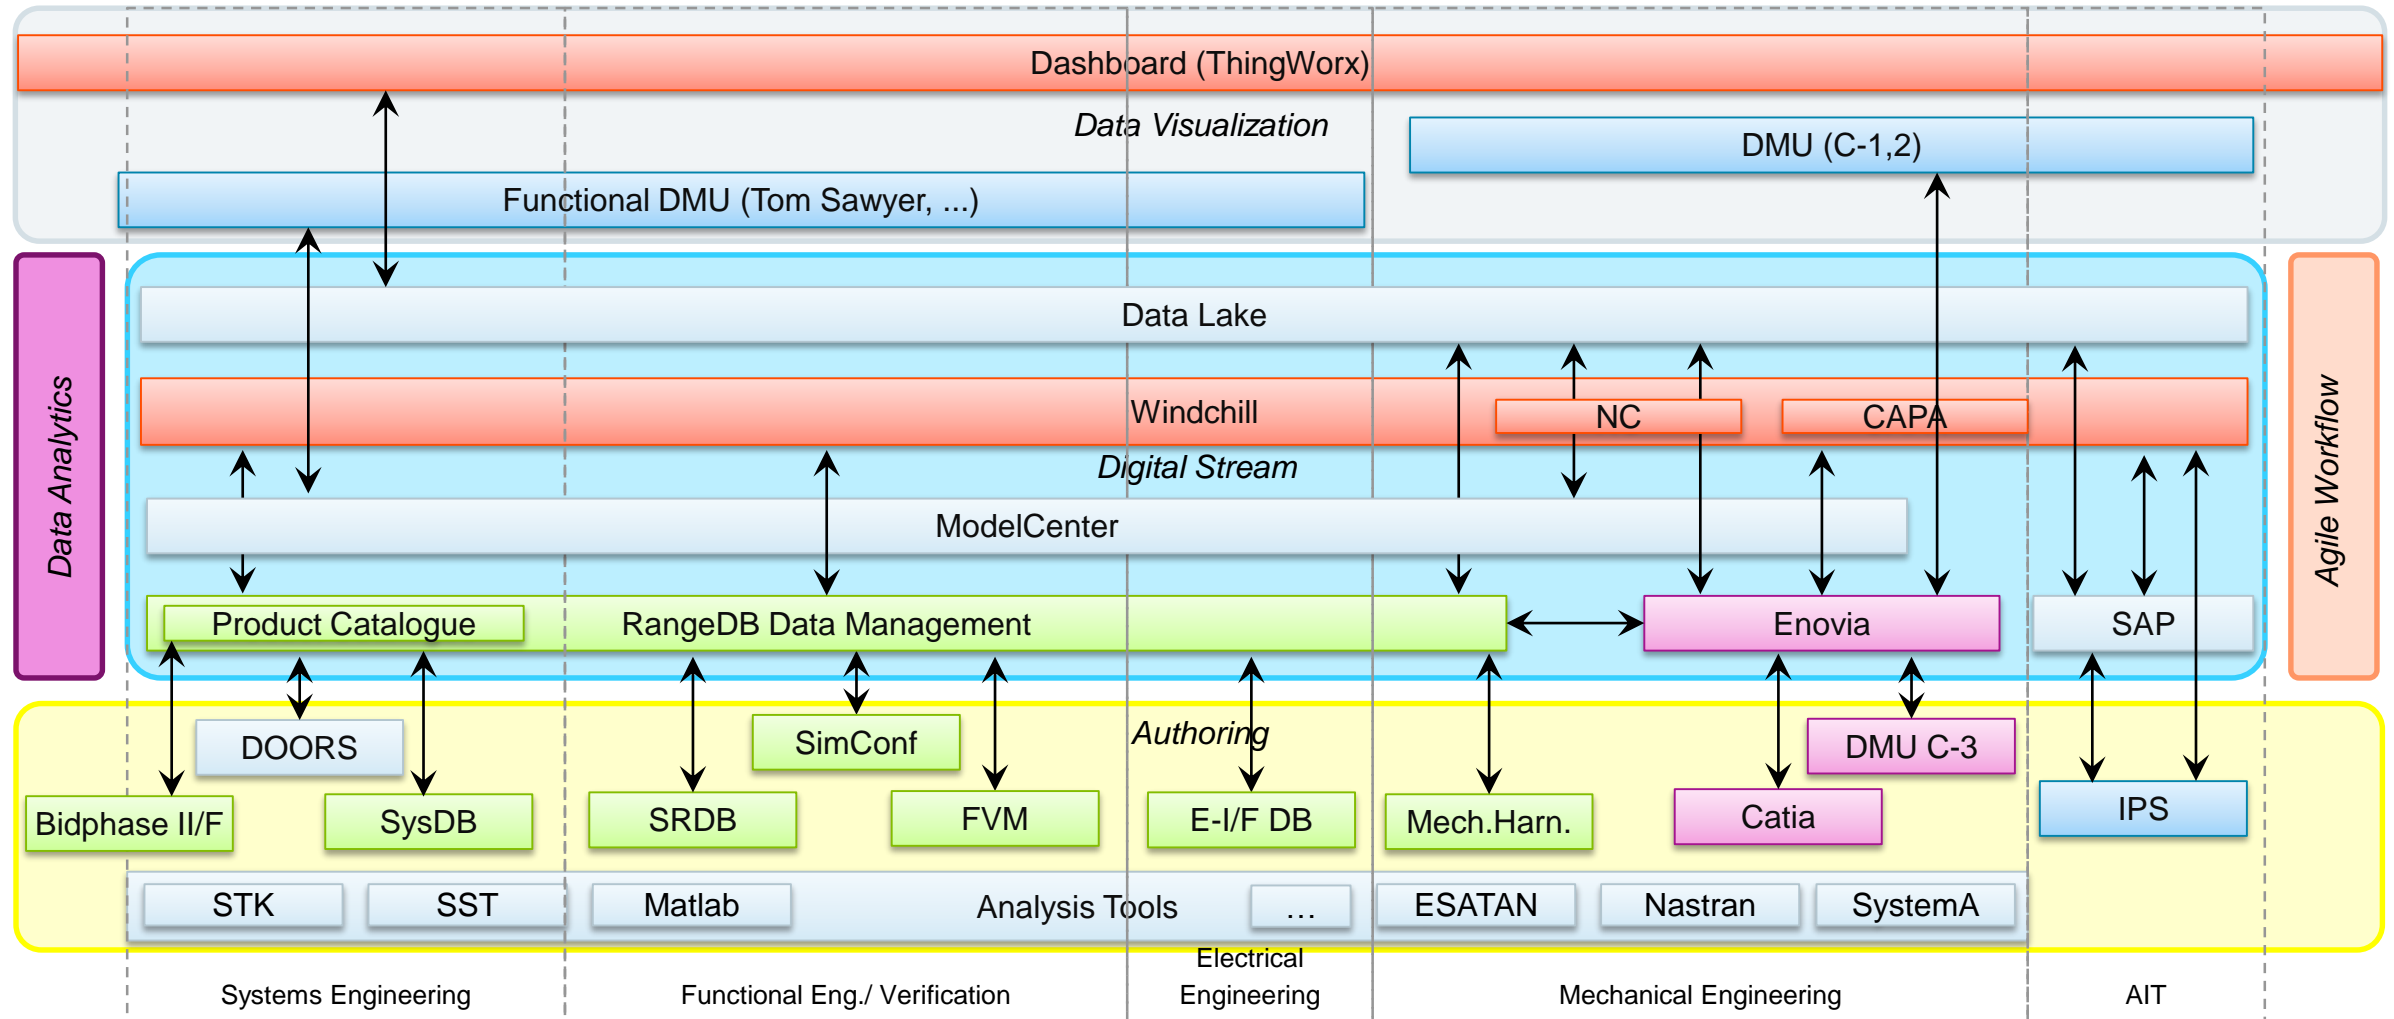 Dashboard (ThingWorx)
Data Visualization
DMU (C-1,2)
Functional DMU (Tom Sawyer, ...)
Data Analytics
Agile Workflow
Data Lake
Windchill
NC
CAPA
Digital Stream
ModelCenter
Product Catalogue
RangeDB Data Management
Enovia
SAP
Authoring
DOORS
SimConf
DMU C-3
Bidphase II/F
SysDB
SRDB
FVM
E-I/F DB
Mech.Harn.
Catia
IPS
STK
SST
Matlab
Analysis Tools
...
ESATAN
Nastran
SystemA
Systems Engineering
Functional Eng./ Verification
Electrical
Engineering
Mechanical Engineering
AIT